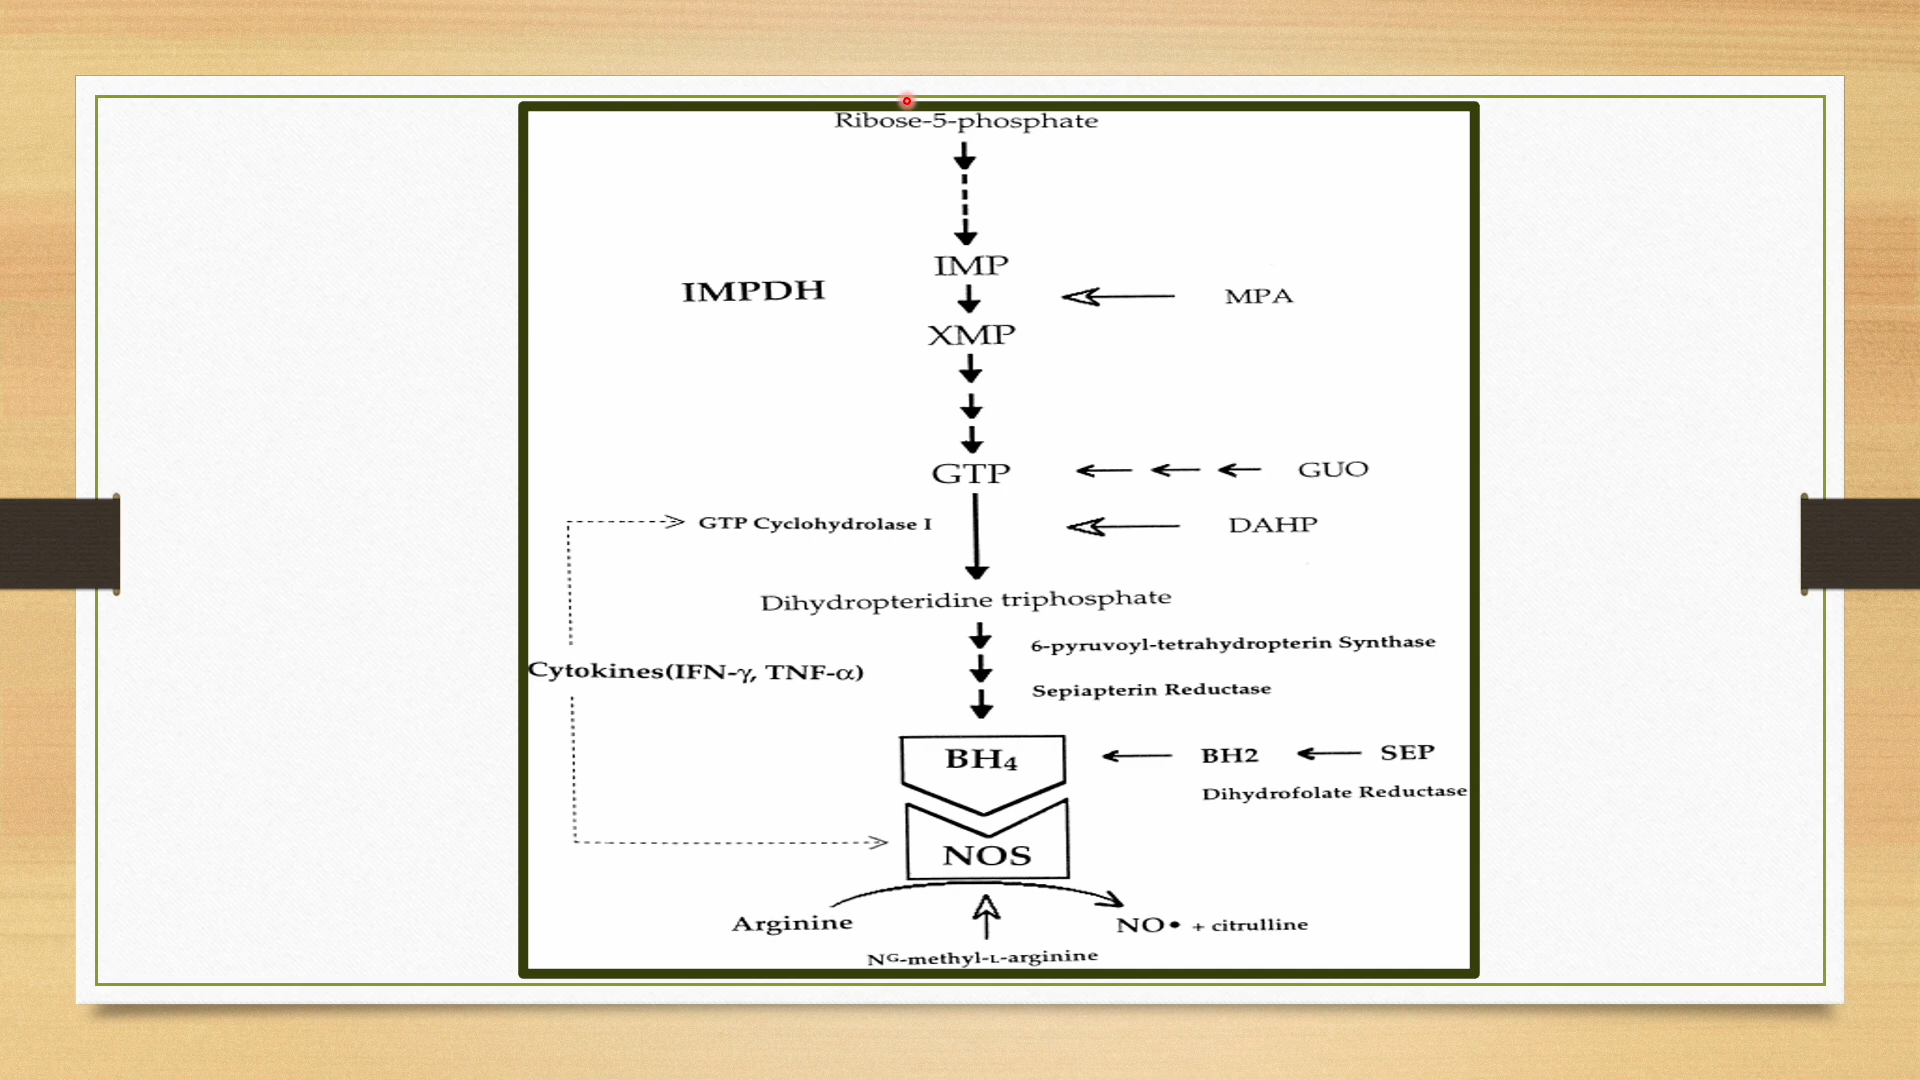 Ribose-5-phosphate
IMP
IMPDH
MPA
XMP
GTP
GUO
GTP Cyclohydrolase I
DAHP
Dihydropteridine triphosphate
6-pyruvoyl-tetrahydropterin Synthase
Cytokines(IFN-γ, TNF-α)
Sepiapterin Reductase
BH₄
BH2
SEP
Dihydrofolate Reductase
NOS
Arginine
NO• + citrulline
Nᴳ-methyl-L-arginine